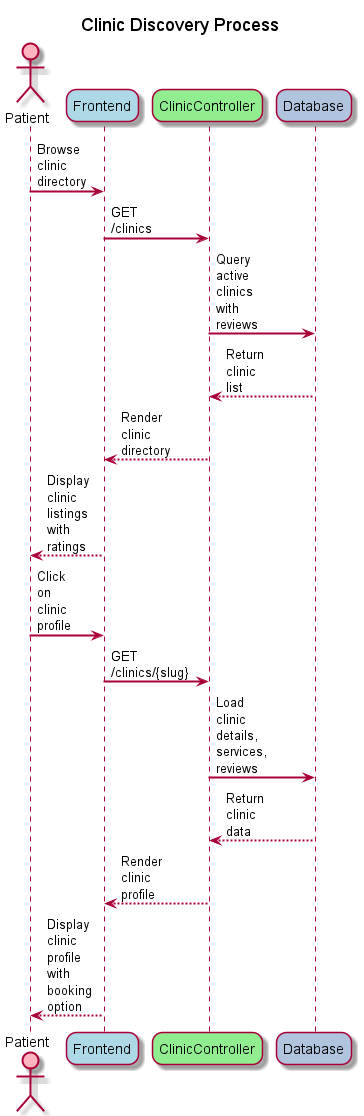 Clinic Discovery Process
Patient
Frontend
ClinicController
Database
Browse
clinic
directory
GET
/clinics
Query
active
clinics
with
reviews
Return
clinic
list
Render
clinic
directory
Display
clinic
listings
with
ratings
Click
on
clinic
profile
GET
/clinics/{slug}
Load
clinic
details,
services,
reviews
Return
clinic
data
Render
clinic
profile
Display
clinic
profile
with
booking
option
Patient
Frontend
ClinicController
Database